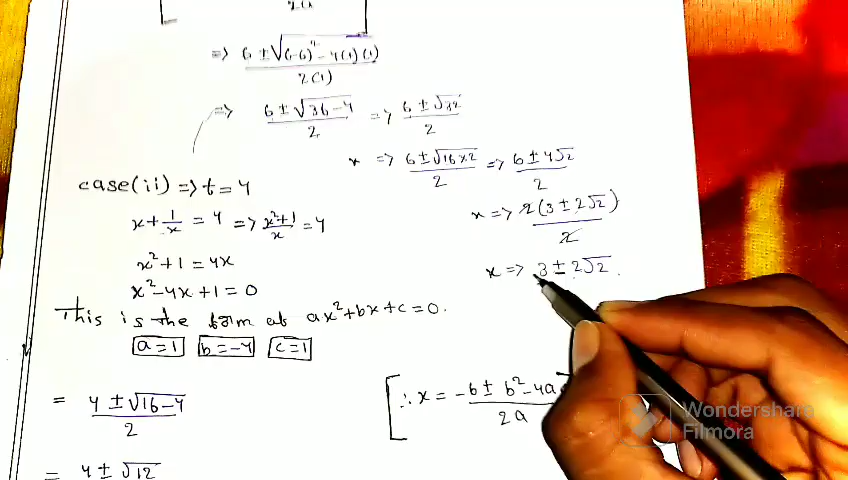 2a
=> 6 ± √(-6)² - 4(1)(1) / 2(1)
=> 6 ± √36 - 4 / 2 => 6 ± √32 / 2
x => 6 ± √16×2 / 2 => 6 ± 4√2 / 2
case(ii) => t = 4
x => 2(3 ± 2√2) / 2
x + 1/x = 4 => x²+1 / x = 4
x² + 1 = 4x
x => 3 ± 2√2.
x² - 4x + 1 = 0
This is the form at ax² + bx + c = 0.
a = 1 b = -4 c = 1
= 4 ± √16 - 4 / 2
∴ x = -b ± b² - 4a / 2a
= 4 ± √12
Wondershare
Filmora